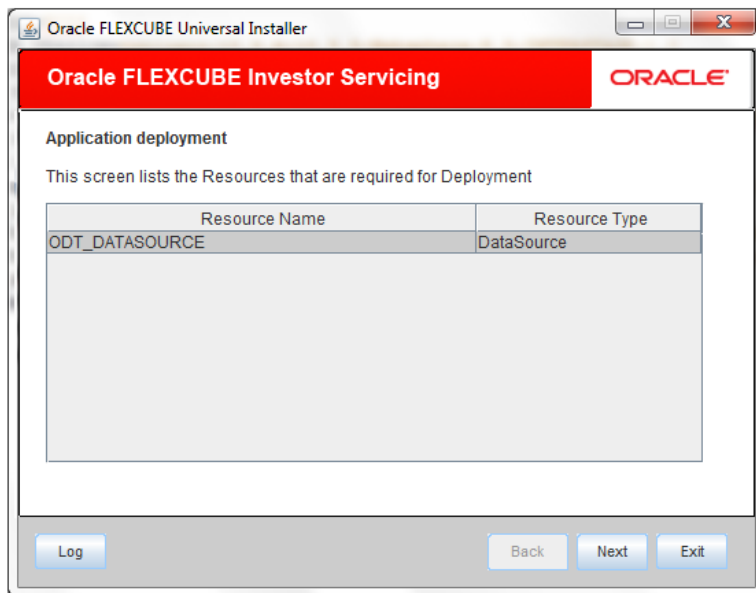 Oracle FLEXCUBE Universal Installer
Oracle FLEXCUBE Investor Servicing
ORACLE
Application deployment
This screen lists the Resources that are required for Deployment
Resource Name Resource Type
ODT_DATASOURCE DataSource
Log Back Next Exit